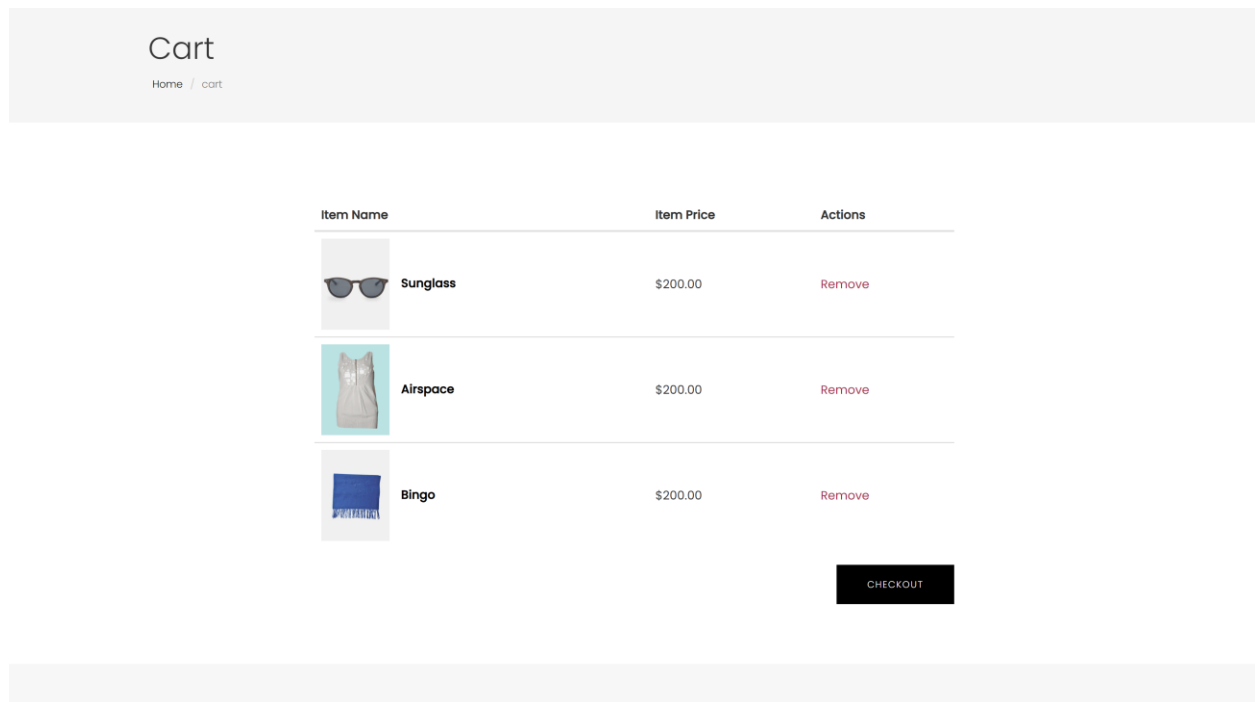 Cart
Home / cart
Item Name Item Price Actions
Sunglass $200.00 Remove
Airspace $200.00 Remove
Bingo $200.00 Remove
CHECKOUT